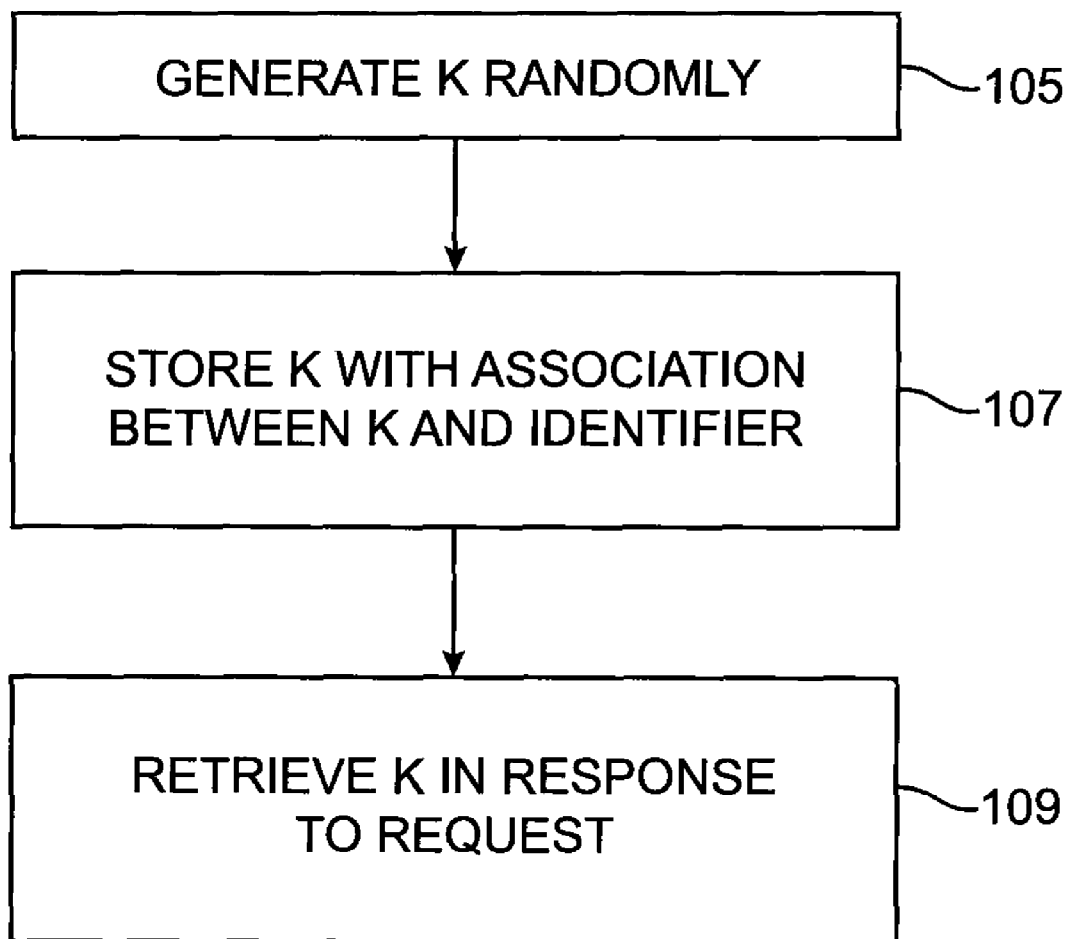 GENERATE K RANDOMLY
105
STORE K WITH ASSOCIATION
BETWEEN K AND IDENTIFIER
107
RETRIEVE K IN RESPONSE
TO REQUEST
109